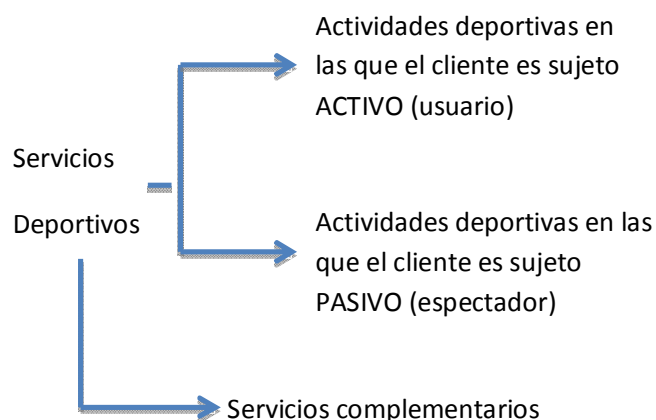 Actividades deportivas en
las que el cliente es sujeto
ACTIVO (usuario)
Servicios
Deportivos
Actividades deportivas en las
que el cliente es sujeto
PASIVO (espectador)
Servicios complementarios